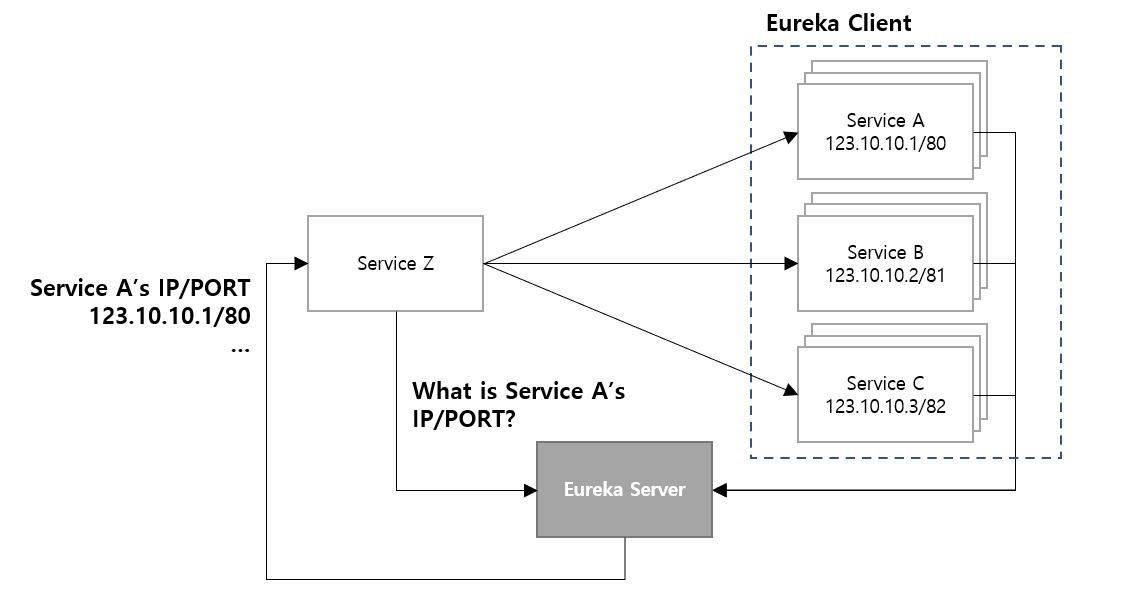 Eureka Client
Service A
123.10.10.1/80
Service B
123.10.10.2/81
Service Z
Service A’s IP/PORT
123.10.10.1/80
...
Service C
123.10.10.3/82
What is Service A’s
IP/PORT?
Eureka Server